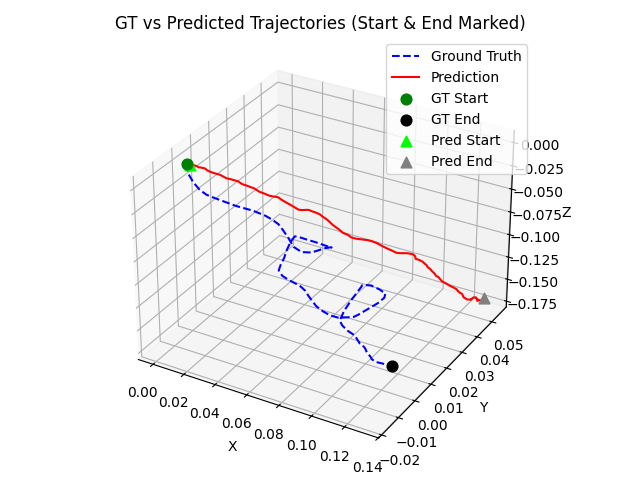 GT vs Predicted Trajectories (Start & End Marked)
Ground Truth
Prediction
GT Start
GT End
Pred Start
Pred End
0.000
−0.025
−0.050
−0.075
−0.100
−0.125
−0.150
−0.175
Z
0.05
0.04
0.03
0.02
0.01
0.00
−0.01
−0.02
Y
0.00
0.02
0.04
0.06
0.08
0.10
0.12
0.14
X